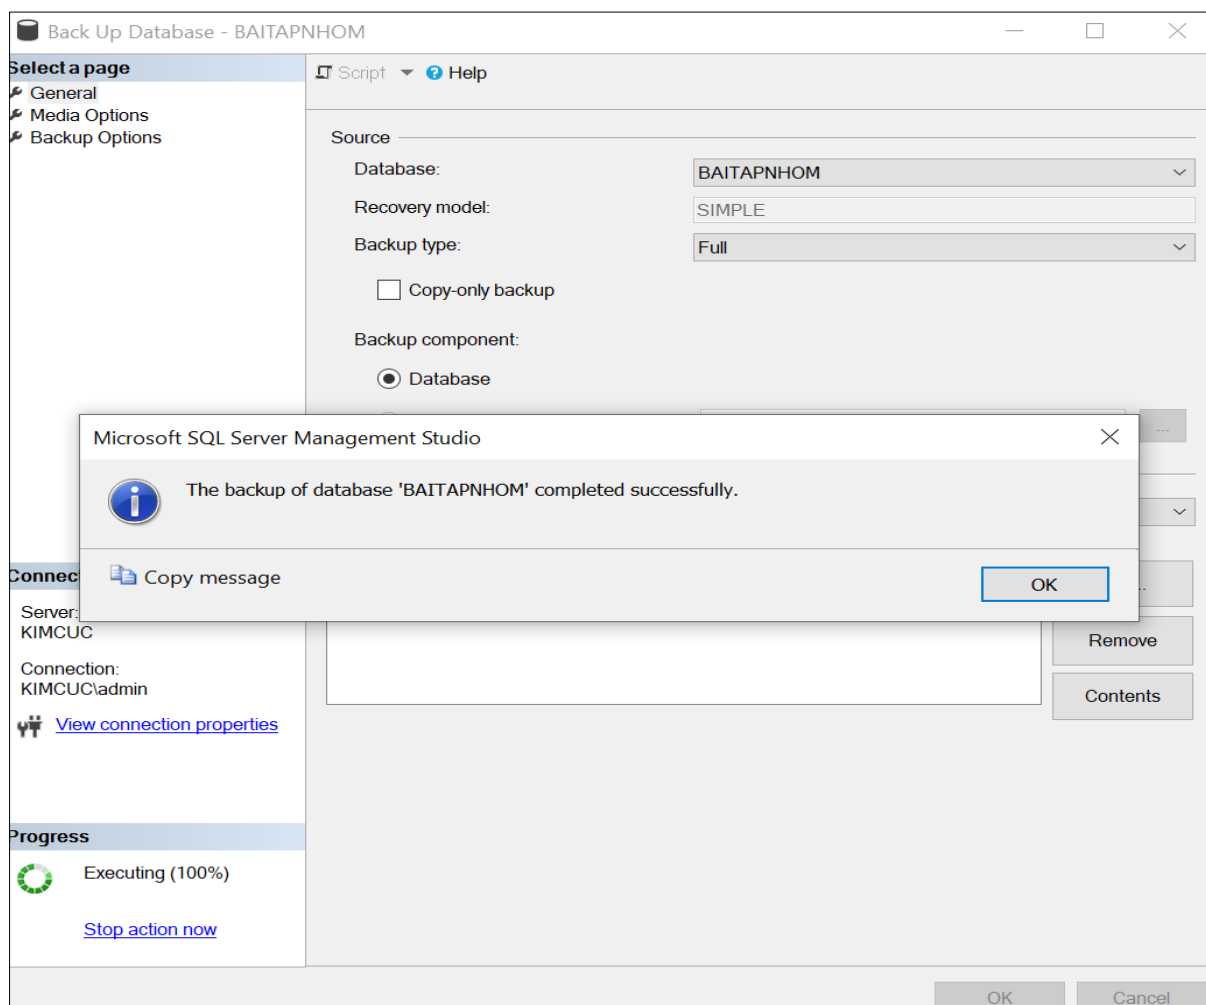 Back Up Database - BAITAPNHOM
Select a page
General
Media Options
Backup Options
Script
Help
Source
Database:
BAITAPNHOM
Recovery model:
SIMPLE
Backup type:
Full
Copy-only backup
Backup component:
Database
...
Microsoft SQL Server Management Studio
The backup of database 'BAITAPNHOM' completed successfully.
Copy message
OK
Connec
Server:
KIMCUC
Connection:
KIMCUC\admin
View connection properties
Remove
Contents
Progress
Executing (100%)
Stop action now
OK
Cancel